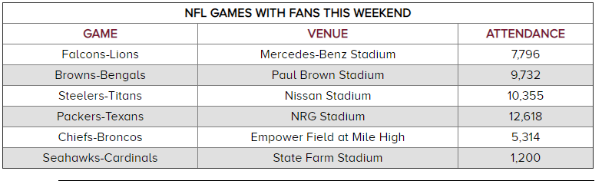 NFL GAMES WITH FANS THIS WEEKEND
GAME VENUE ATTENDANCE
Falcons-Lions Mercedes-Benz Stadium 7,796
Browns-Bengals Paul Brown Stadium 9,732
Steelers-Titans Nissan Stadium 10,355
Packers-Texans NRG Stadium 12,618
Chiefs-Broncos Empower Field at Mile High 5,314
Seahawks-Cardinals State Farm Stadium 1,200